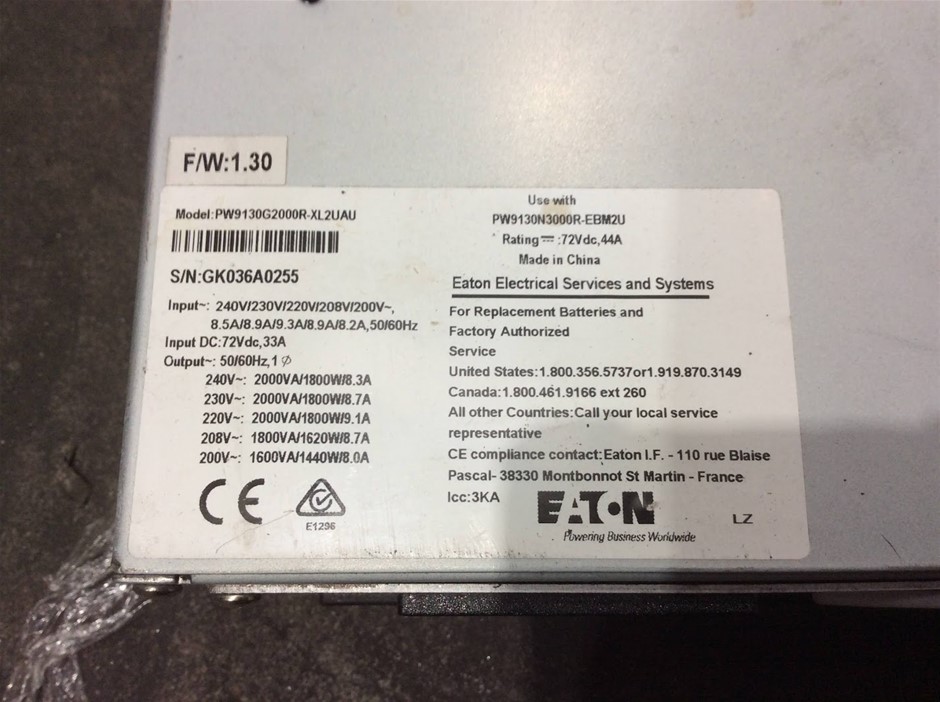 F/W:1.30
Model:PW9130G2000R-XL2UAU
S/N:GK036A0255
Input~: 240V/230V/220V/208V/200V~,
8.5A/8.9A/9.3A/8.9A/8.2A,50/60Hz
Input DC:72Vdc,33A
Output~: 50/60Hz,1 ϕ
240V~: 2000VA/1800W/8.3A
230V~: 2000VA/1800W/8.7A
220V~: 2000VA/1800W/9.1A
208V~: 1800VA/1620W/8.7A
200V~: 1600VA/1440W/8.0A
CE
E1296
Use with
PW9130N3000R-EBM2U
Rating⎓:72Vdc,44A
Made in China
Eaton Electrical Services and Systems
For Replacement Batteries and
Factory Authorized
Service
United States:1.800.356.5737or1.919.870.3149
Canada:1.800.461.9166 ext 260
All other Countries:Call your local service
representative
CE compliance contact:Eaton I.F. - 110 rue Blaise
Pascal- 38330 Montbonnot St Martin - France
Icc:3KA
EATON
Powering Business Worldwide
LZ